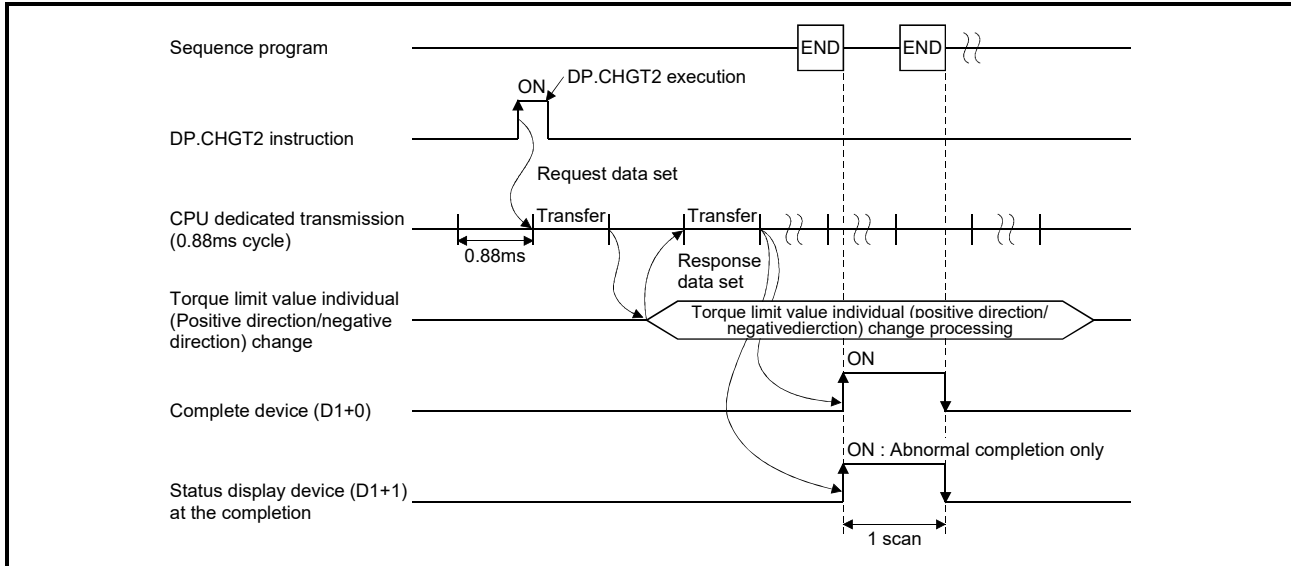 Sequence program
END
END
DP.CHGT2 execution
ON
DP.CHGT2 instruction
Request data set
CPU dedicated transmission
(0.88ms cycle)
Transfer
Transfer
0.88ms
Response
data set
Torque limit value individual
(Positive direction/negative
direction) change
Torque limit value individual (positive direction/
negativedierction) change processing
ON
Complete device (D1+0)
ON : Abnormal completion only
Status display device (D1+1)
at the completion
1 scan